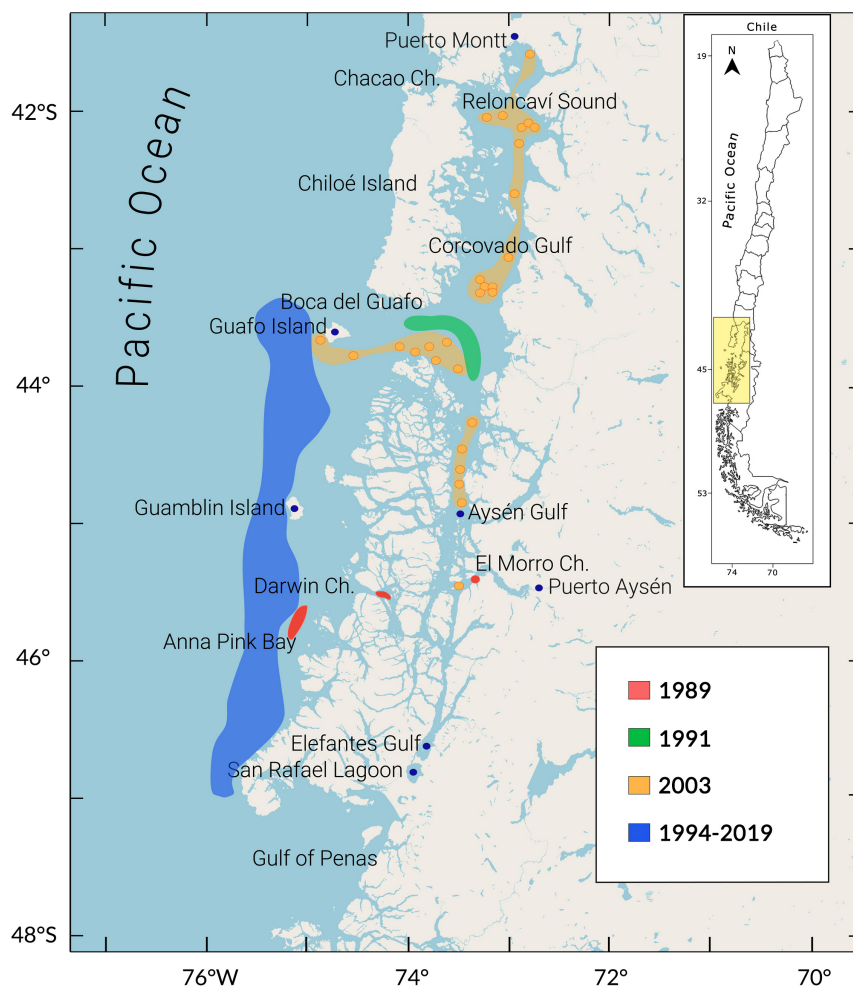 Puerto Montt
Chacao Ch.
Reloncaví Sound
42°S
Chiloé Island
Pacific Ocean
Corcovado Gulf
Boca del Guafo
Guafo Island
44°
Guamblin Island
Aysén Gulf
El Morro Ch.
Darwin Ch.
Puerto Aysén
Anna Pink Bay
46°
Elefantes Gulf
San Rafael Lagoon
Gulf of Penas
48°S
76°W
74°
72°
70°
Chile
19
N
Pacific Ocean
32
45
53
74
70
1989
1991
2003
1994-2019